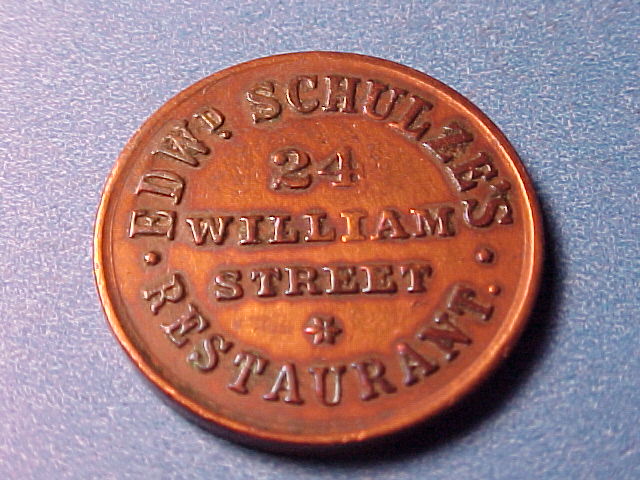 EDWD. SCHULZE'S
24
WILLIAM
STREET
RESTAURANT.